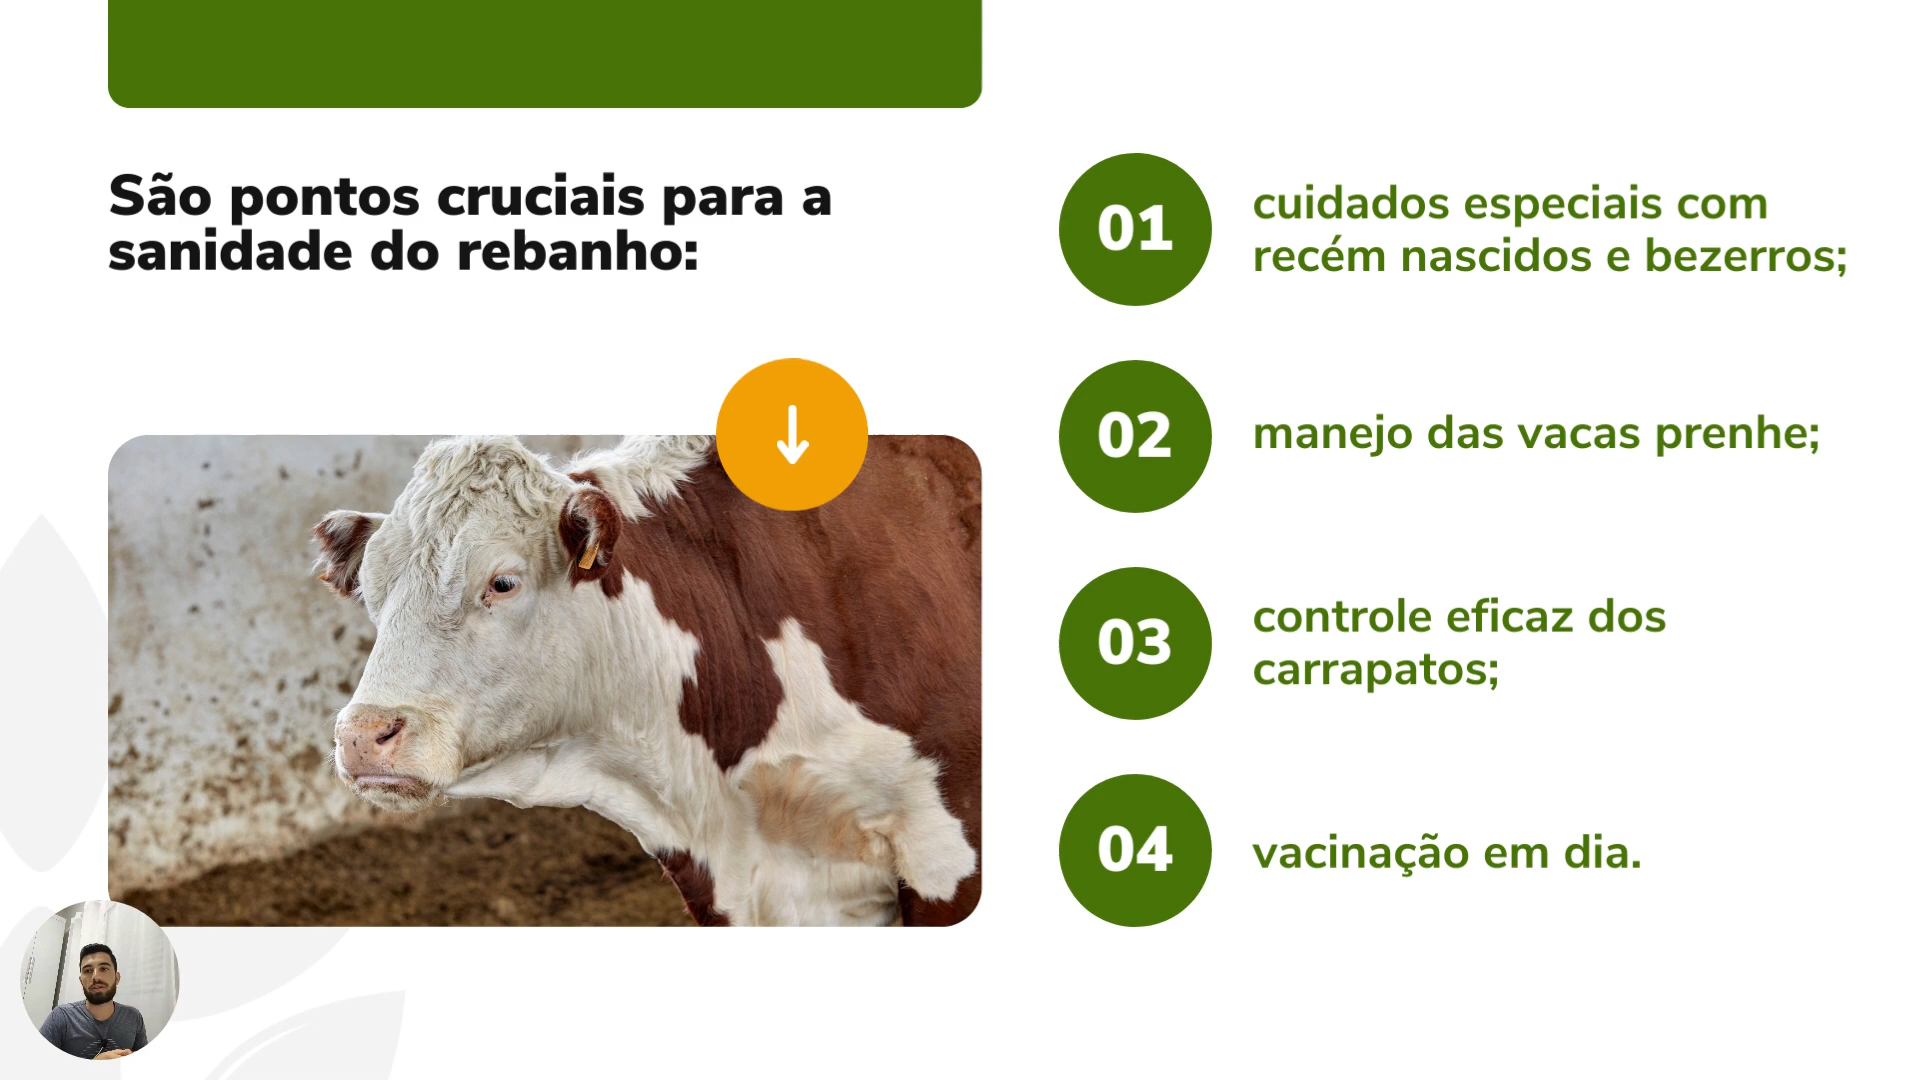 São pontos cruciais para a
sanidade do rebanho:
01
cuidados especiais com
recém nascidos e bezerros;
02
manejo das vacas prenhe;
03
controle eficaz dos
carrapatos;
04
vacinação em dia.